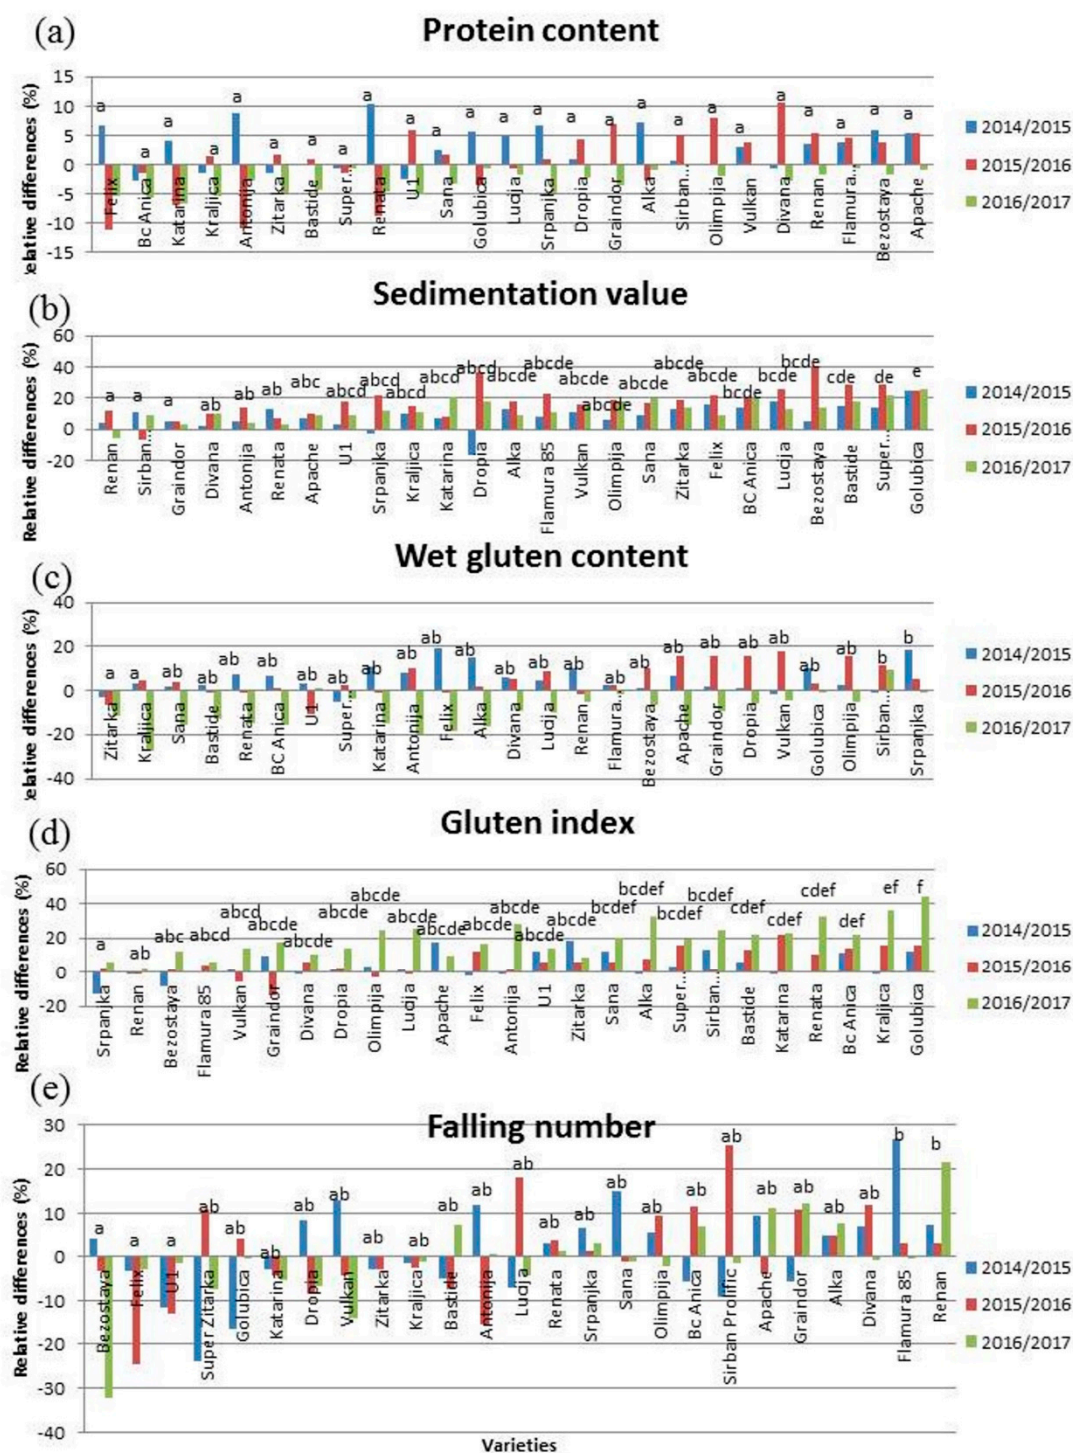 (a)
Protein content
Relative differences (%)
15
10
5
0
-5
-10
-15
a a a a a a a a a a a a a a a a a a a a a a a a a
Felix Bc Anica Katarina Kraljica Antonija Zitarka Bastide Super... Renata U1 Sana Golubica Lucija Srpanjka Dropia Graindor Alka Sirban... Olimpija Vulkan Divana Renan Flamura... Bezostaya Apache
2014/2015
2015/2016
2016/2017
(b)
Sedimentation value
Relative differences (%)
60
40
20
0
-20
a a a ab ab ab abc abcd abcd abcd abcd abcd abcde abcde abcde abcde abcde abcde abcde bcde bcde bcde cde de e
Renan Sirban... Graindor Divana Antonija Renata Apache U1 Srpanjka Kraljica Katarina Dropia Alka Flamura 85 Vulkan Olimpija Sana Zitarka Felix BC Anica Lucija Bezostaya Bastide Super... Golubica
2014/2015
2015/2016
2016/2017
(c)
Wet gluten content
Relative differences (%)
40
20
0
-20
-40
a a ab ab ab ab ab ab ab ab ab ab ab ab ab ab ab ab ab ab ab ab ab b b
Zitarka Kraljica Sana Bastide Renata BC Anica U1 Super... Katarina Antonija Felix Alka Divana Lucija Renan Flamura... Bezostaya Apache Graindor Dropia Vulkan Golubica Olimpija Sirban... Srpanjka
2014/2015
2015/2016
2016/2017
(d)
Gluten index
Relative differences (%)
60
40
20
0
-20
a ab abc abcd abcd abcde abcde abcde abcde abcde abcde abcde abcde abcde abcde bcdef bcdef bcdef bcdef cdef cdef cdef def ef f
Srpanjka Renan Bezostaya Flamura 85 Vulkan Graindor Divana Dropia Olimpija Lucija Apache Felix Antonija U1 Zitarka Sana Alka Super... Sirban... Bastide Katarina Renata Bc Anica Kraljica Golubica
2014/2015
2015/2016
2016/2017
(e)
Falling number
Relative differences (%)
30
20
10
0
-10
-20
-30
-40
a a a ab ab ab ab ab ab ab ab ab ab ab ab ab ab ab ab ab ab ab ab b b
Bezostaya Felix U1 Super Zitarka Golubica Katarina Dropia Vulkan Zitarka Kraljica Bastide Antonija Lucija Renata Srpanjka Sana Olimpija Bc Anica Sirban Prolific Apache Graindor Alka Divana Flamura 85 Renan
2014/2015
2015/2016
2016/2017
Varieties